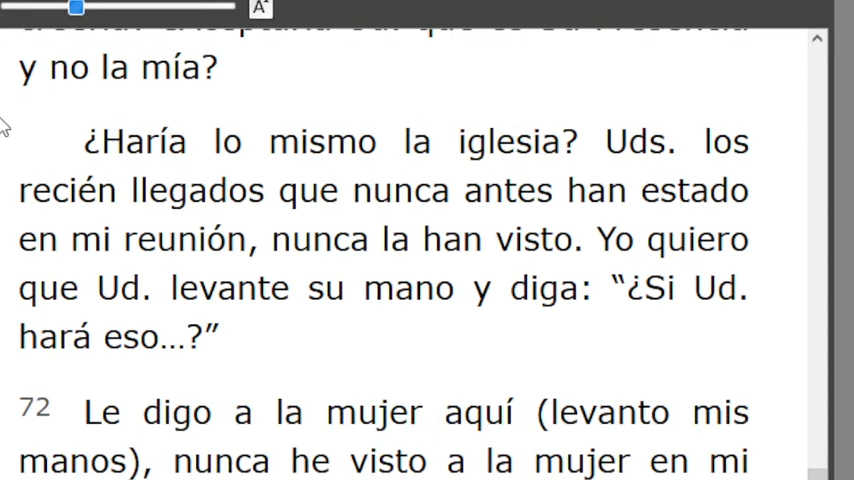 A
y no la mía?
¿Haría lo mismo la iglesia? Uds. los
recién llegados que nunca antes han estado
en mi reunión, nunca la han visto. Yo quiero
que Ud. levante su mano y diga: “¿Si Ud.
hará eso...?”
72 Le digo a la mujer aquí (levanto mis
manos), nunca he visto a la mujer en mi